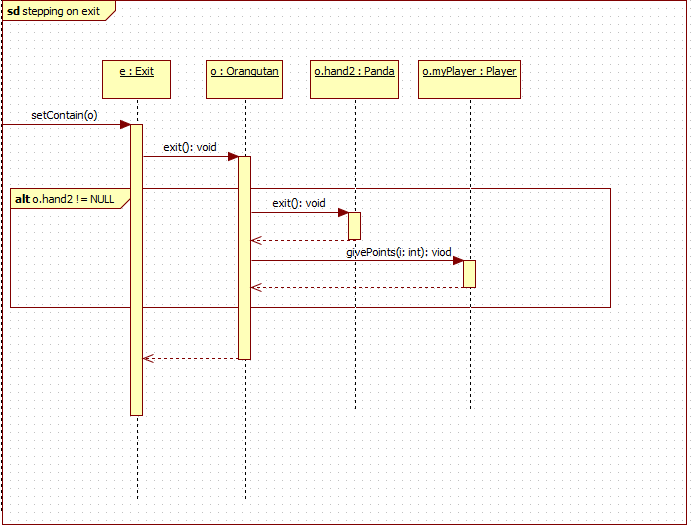 sd stepping on exit
e : Exit
o : Orangutan
o.hand2 : Panda
o.myPlayer : Player
setContain(o)
exit(): void
alt o.hand2 != NULL
exit(): void
givePoints(i: int): viod